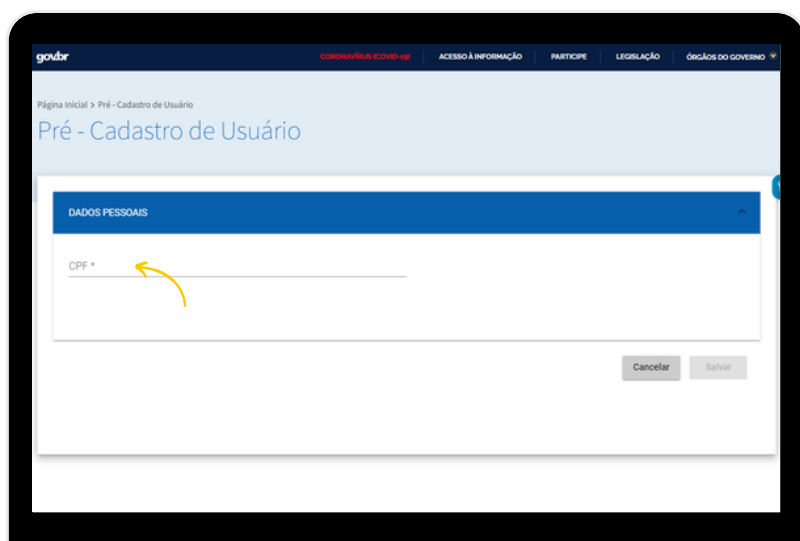 gov.br CORONAVÍRUS (COVID-19) ACESSO À INFORMAÇÃO PARTICIPE LEGISLAÇÃO ÓRGÃOS DO GOVERNO
Página Inicial > Pré - Cadastro de Usuário
Pré - Cadastro de Usuário
DADOS PESSOAIS
CPF *
Cancelar Salvar